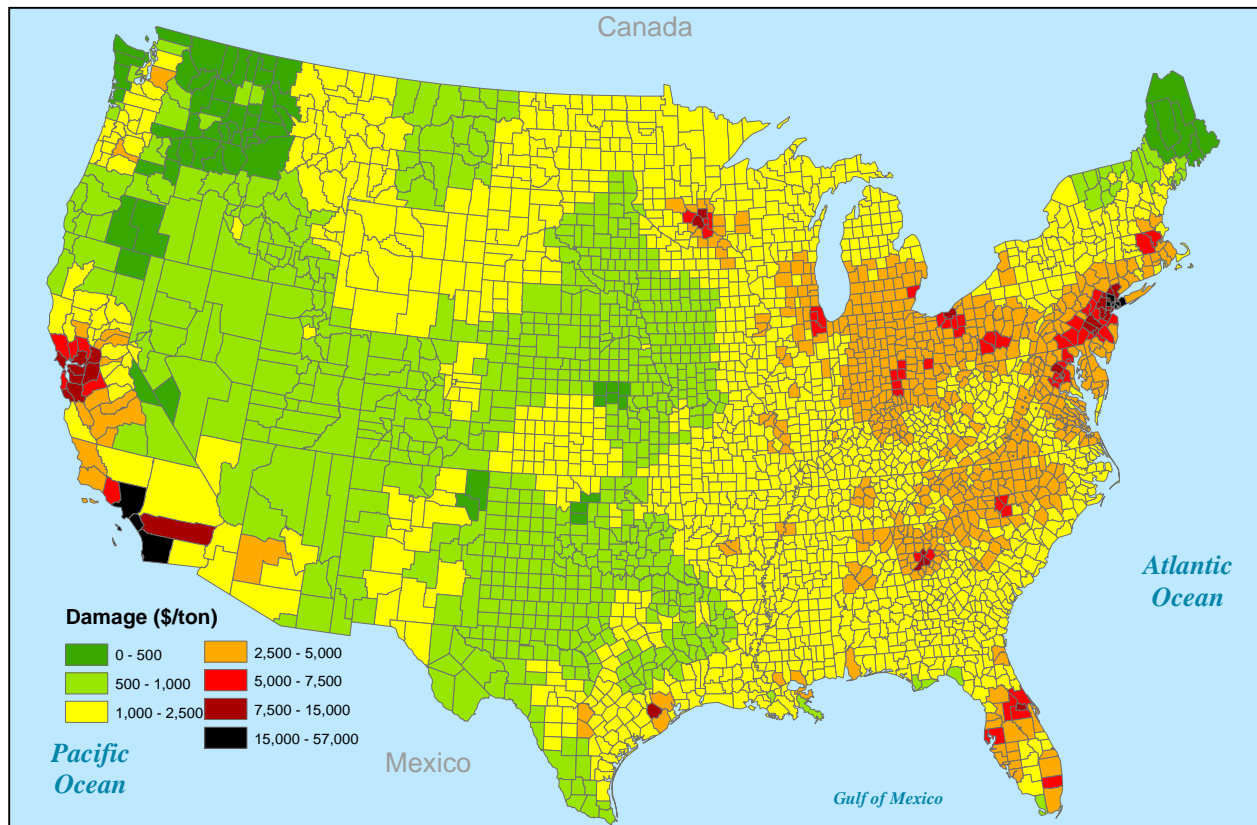 Canada
Atlantic
Ocean
Damage ($/ton)
0 - 500
500 - 1,000
1,000 - 2,500
2,500 - 5,000
5,000 - 7,500
7,500 - 15,000
15,000 - 57,000
Pacific
Ocean
Mexico
Gulf of Mexico